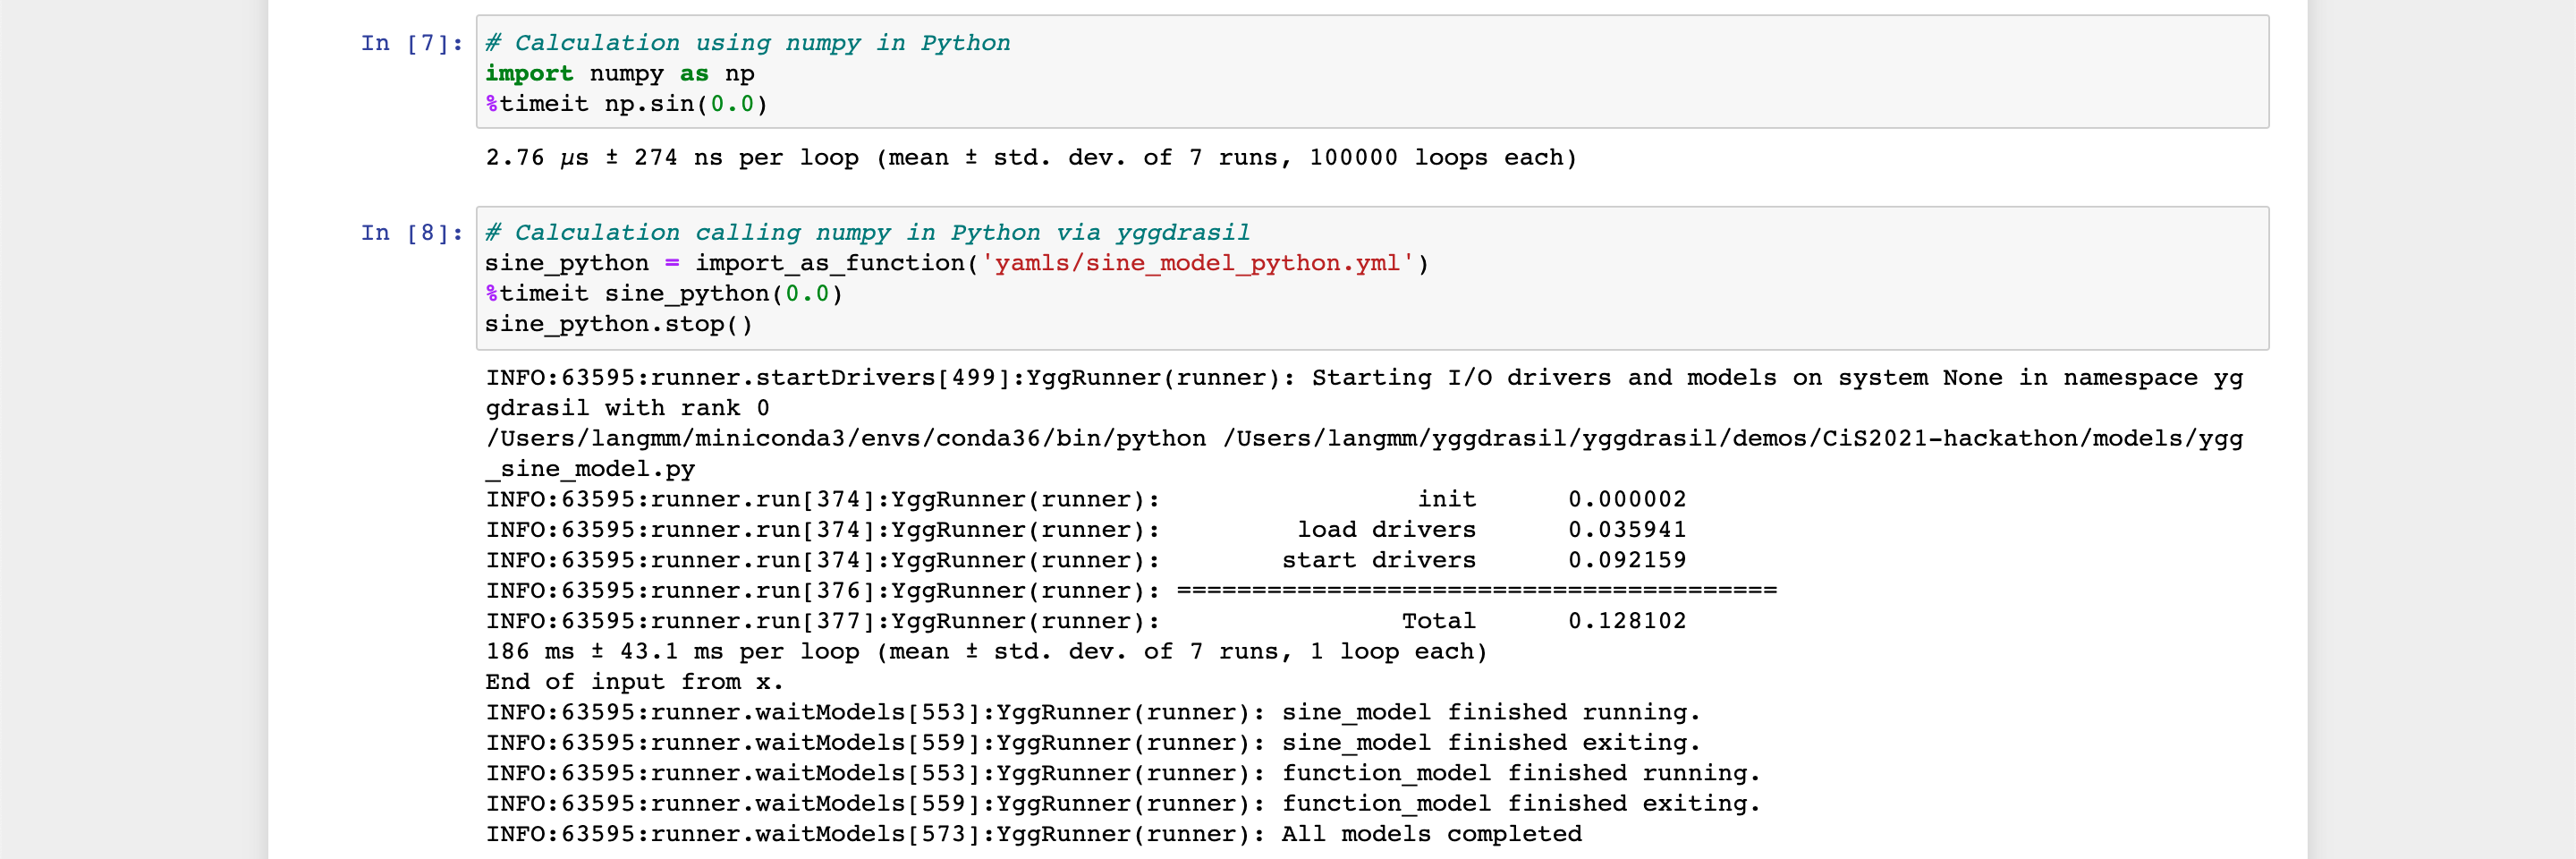 In [7]: # Calculation using numpy in Python
import numpy as np
%timeit np.sin(0.0)
2.76 µs ± 274 ns per loop (mean ± std. dev. of 7 runs, 100000 loops each)
In [8]: # Calculation calling numpy in Python via yggdrasil
sine_python = import_as_function('yamls/sine_model_python.yml')
%timeit sine_python(0.0)
sine_python.stop()
INFO:63595:runner.startDrivers[499]:YggRunner(runner): Starting I/O drivers and models on system None in namespace yg
gdrasil with rank 0
/Users/langmm/miniconda3/envs/conda36/bin/python /Users/langmm/yggdrasil/yggdrasil/demos/CiS2021-hackathon/models/ygg
_sine_model.py
INFO:63595:runner.run[374]:YggRunner(runner):                 init      0.000002
INFO:63595:runner.run[374]:YggRunner(runner):         load drivers      0.035941
INFO:63595:runner.run[374]:YggRunner(runner):        start drivers      0.092159
INFO:63595:runner.run[376]:YggRunner(runner): ========================================
INFO:63595:runner.run[377]:YggRunner(runner):                Total      0.128102
186 ms ± 43.1 ms per loop (mean ± std. dev. of 7 runs, 1 loop each)
End of input from x.
INFO:63595:runner.waitModels[553]:YggRunner(runner): sine_model finished running.
INFO:63595:runner.waitModels[559]:YggRunner(runner): sine_model finished exiting.
INFO:63595:runner.waitModels[553]:YggRunner(runner): function_model finished running.
INFO:63595:runner.waitModels[559]:YggRunner(runner): function_model finished exiting.
INFO:63595:runner.waitModels[573]:YggRunner(runner): All models completed